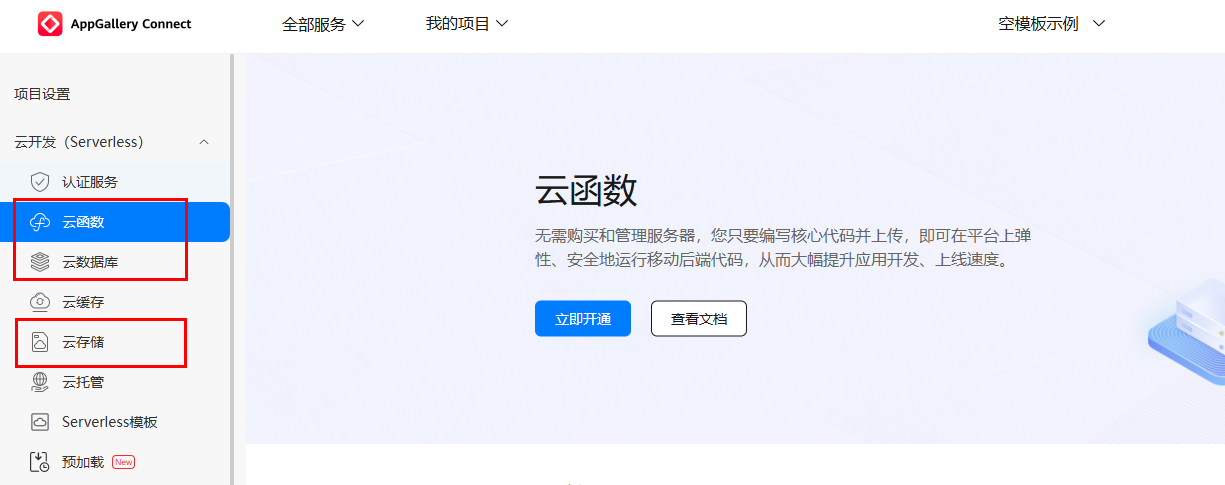 AppGallery Connect
全部服务
我的项目
空模板示例
项目设置
云开发（Serverless）
认证服务
云函数
云数据库
云缓存
云存储
云托管
Serverless模板
预加载 New
云函数
无需购买和管理服务器，您只要编写核心代码并上传，即可在平台上弹
性、安全地运行移动后端代码，从而大幅提升应用开发、上线速度。
立即开通
查看文档